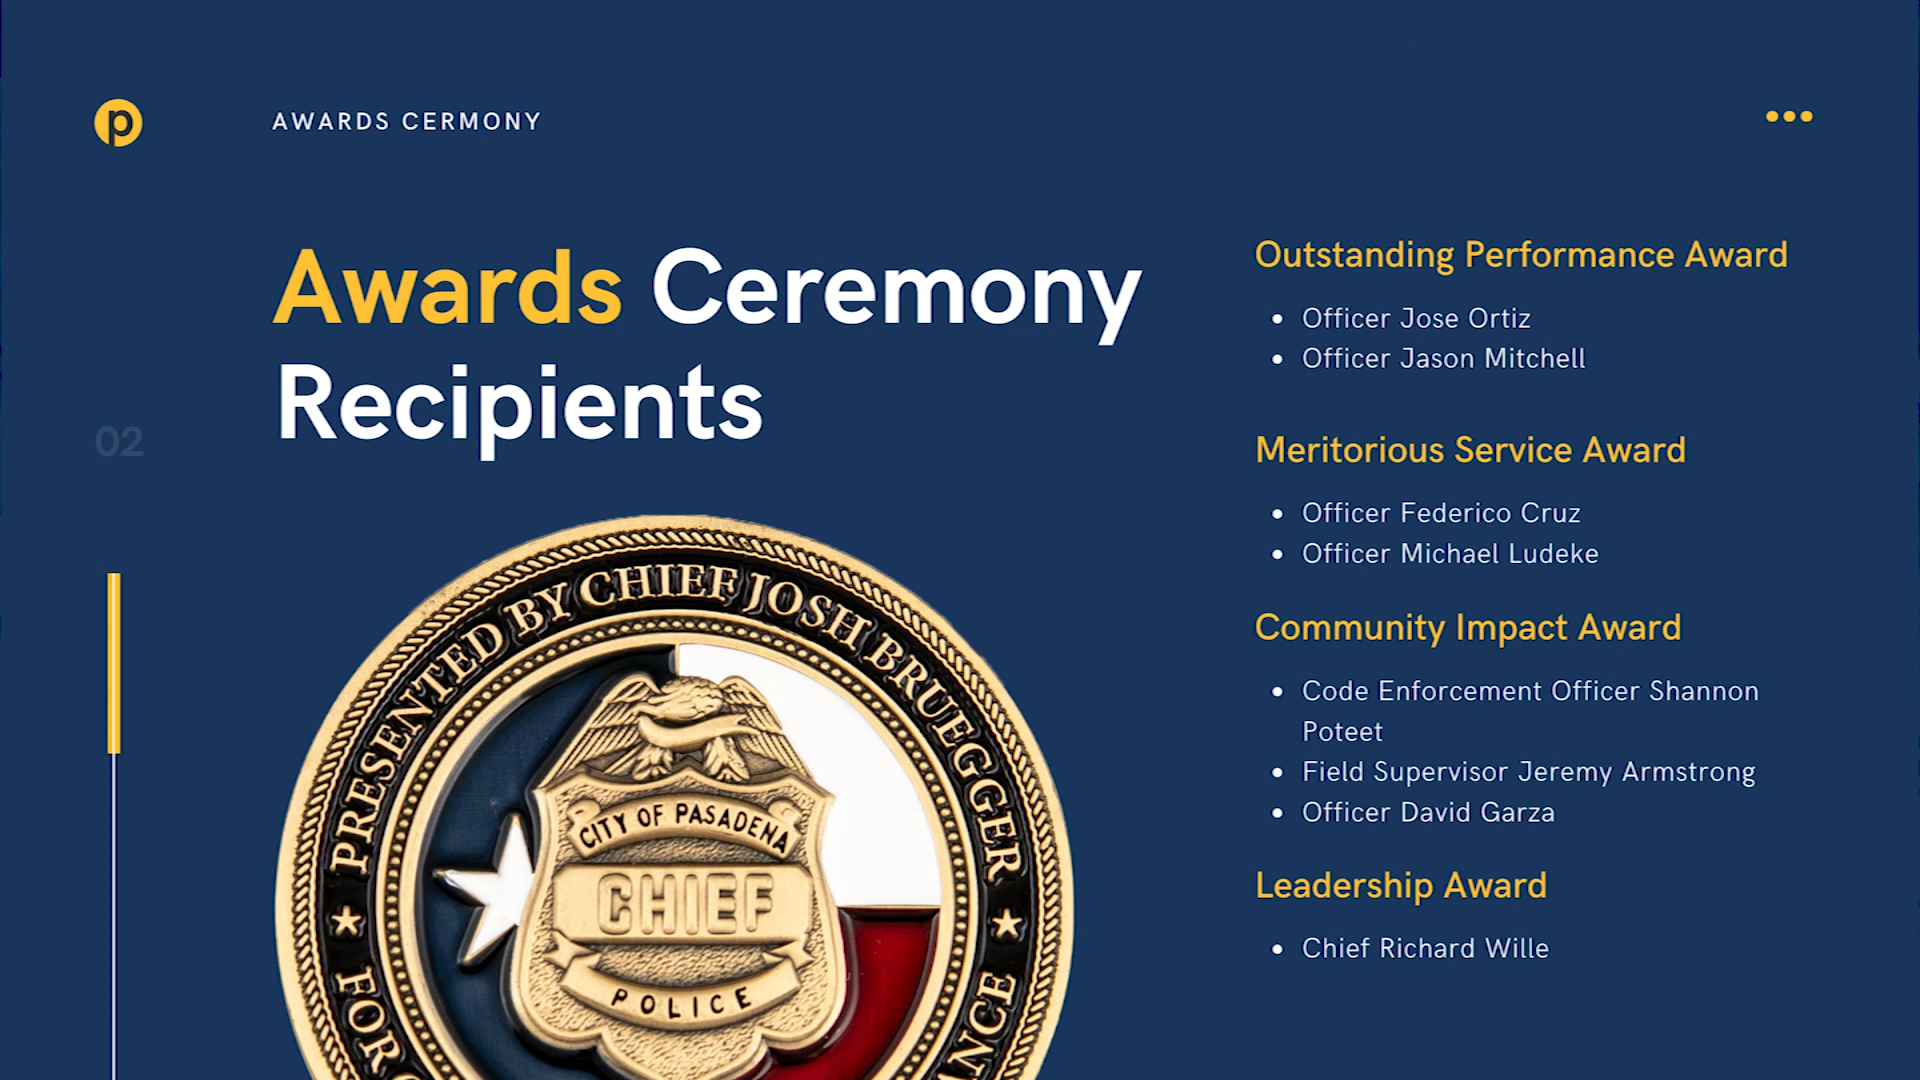 p
AWARDS CERMONY
Awards Ceremony
Recipients
02
PRESENTED BY CHIEF JOSH BRUEGGER
CITY OF PASADENA
CHIEF
POLICE
FOR
Outstanding Performance Award
• Officer Jose Ortiz
• Officer Jason Mitchell
Meritorious Service Award
• Officer Federico Cruz
• Officer Michael Ludeke
Community Impact Award
• Code Enforcement Officer Shannon
Poteet
• Field Supervisor Jeremy Armstrong
• Officer David Garza
Leadership Award
• Chief Richard Wille